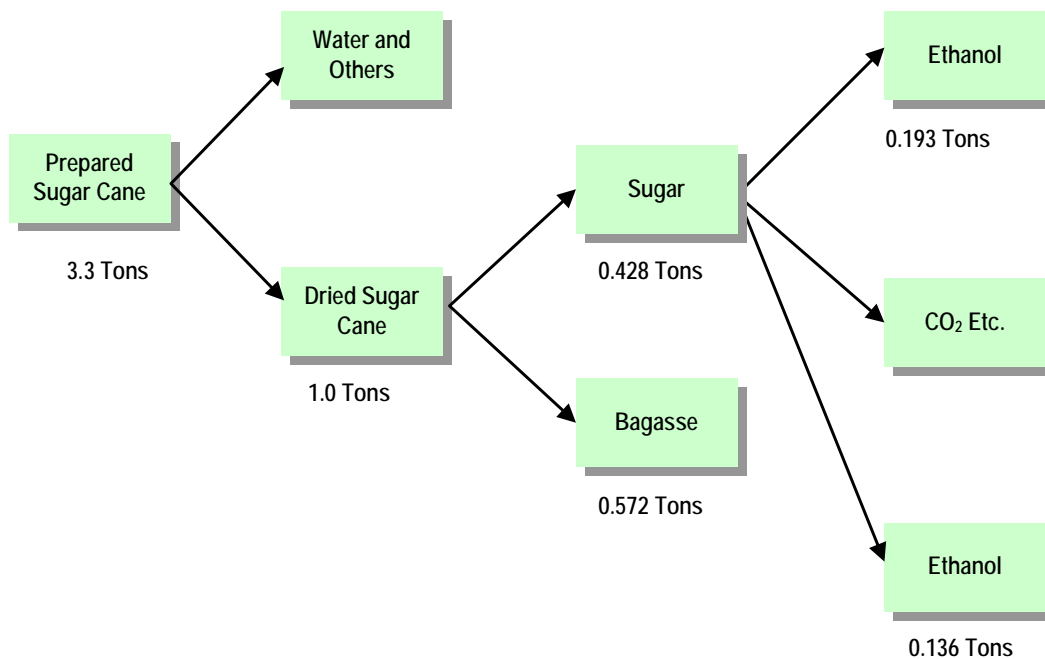 Water and
Others
Ethanol
0.193 Tons
Prepared
Sugar Cane
3.3 Tons
Sugar
0.428 Tons
Dried Sugar
Cane
1.0 Tons
CO₂ Etc.
Bagasse
0.572 Tons
Ethanol
0.136 Tons